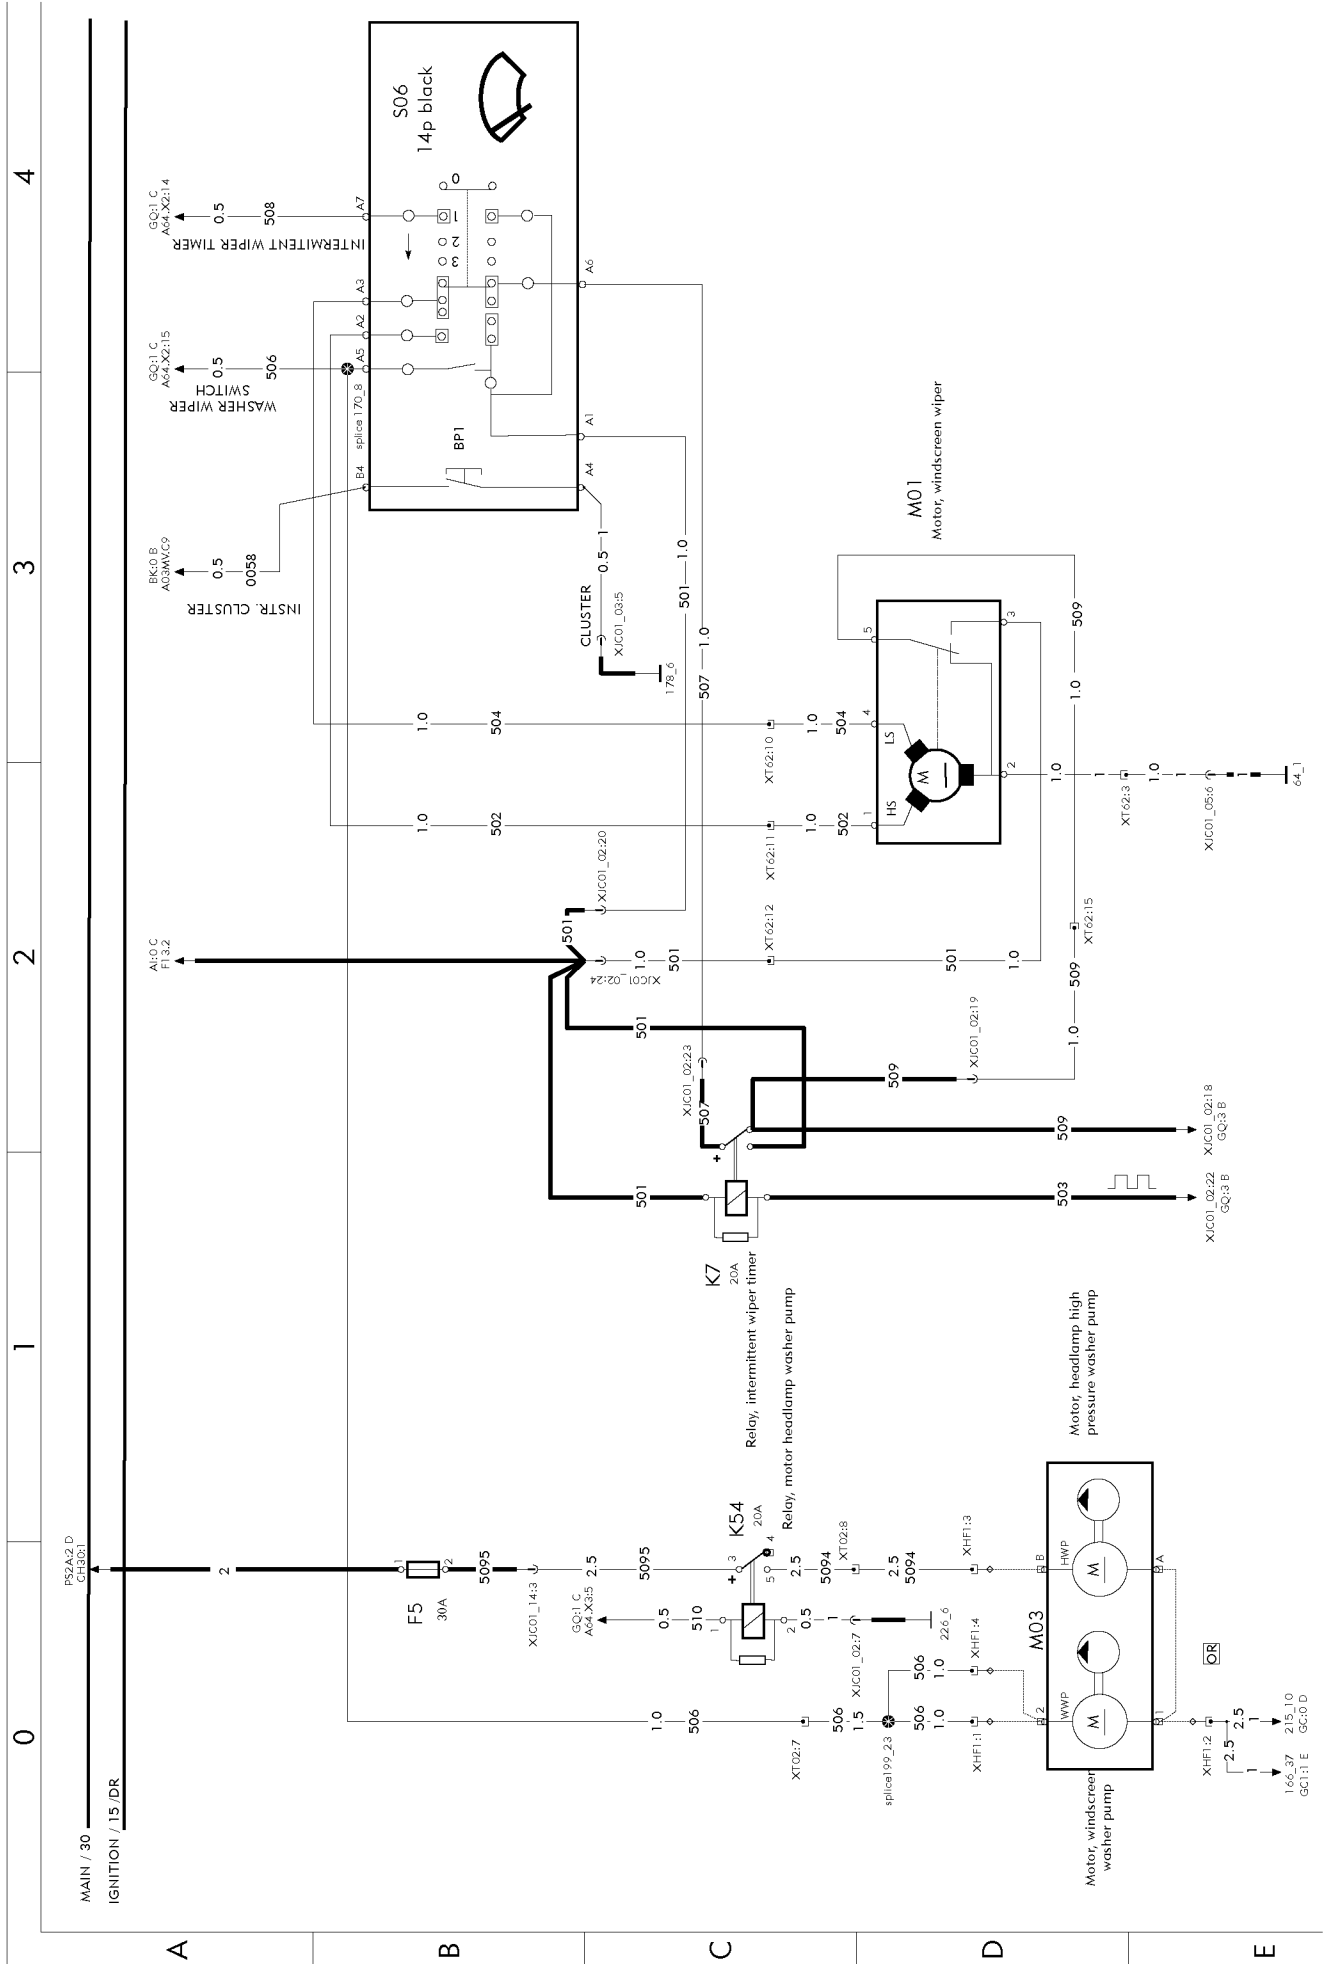 0
1
2
3
4
A
B
C
D
E
MAIN / 30
IGNITION / 15 /DR
PS2A:2 D
CH30:1
2
F5
30A
1
2
5095
XJC01_14:3
2.5
5095
GQ:1 C
A64.X3:5
0.5
510
K54
20A
Relay, motor headlamp washer pump
+
3
4
5
1
2
0.5
1
XJC01_02:7
226_6
2.5
5094
XT02:8
2.5
5094
XHF1:3
1.0
506
XT02:7
506
1.5
splice199_23
506
1.0
506
1.0
XHF1:1
XHF1:4
M03
2
B
WWP
HWP
M
M
1
A
Motor, windscreen
washer pump
Motor, headlamp high
pressure washer pump
XHF1:2
OR
2.5
1
2.5
1
166_37
GC1:1 E
215_10
GC:0 D
K7
20A
Relay, intermittent wiper timer
+
501
503
XJC01_02:22
GQ:3 B
509
XJC01_02:18
GQ:3 B
507
XJC01_02:23
501
509
XJC01_02:19
1.0
509
XT62:15
AI:0 C
F13.2
501
XJC01_02:24
XJC01_02:20
1.0
501
XT62:12
501
1.0
1.0
502
XT62:11
1.0
502
1.0
504
XT62:10
1.0
504
507
1.0
501
1.0
M01
Motor, windscreen wiper
HS
LS
M
1
4
5
2
3
1.0
509
1.0
1
XT62:3
1.0
1
XJC01_05:6
1
64_1
CLUSTER
XJC01_03:5
0.5
1
178_6
BK:0 B
A03MV.C9
0.5
0058
INSTR. CLUSTER
GQ:1 C
A64.X2:15
0.5
506
WASHER WIPER
SWITCH
splice170_8
GQ:1 C
A64.X2:14
0.5
508
INTERMITENT WIPER TIMER
B4
A5
A2
A3
A7
BP1
3
2
1
0
A4
A1
A6
S06
14p black